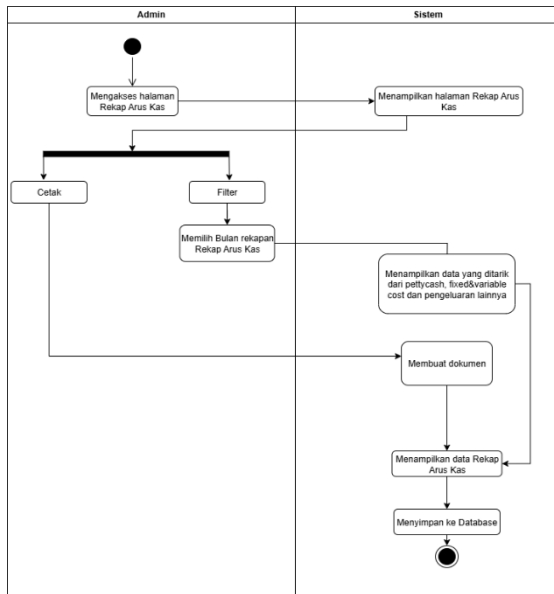 Admin
Sistem
Mengakses halaman
Rekap Arus Kas
Menampilkan halaman Rekap Arus
Kas
Cetak
Filter
Memilih Bulan rekapan
Rekap Arus Kas
Menampilkan data yang ditarik
dari pettycash, fixed&variable
cost dan pengeluaran lainnya
Membuat dokumen
Menampilkan data Rekap
Arus Kas
Menyimpan ke Database